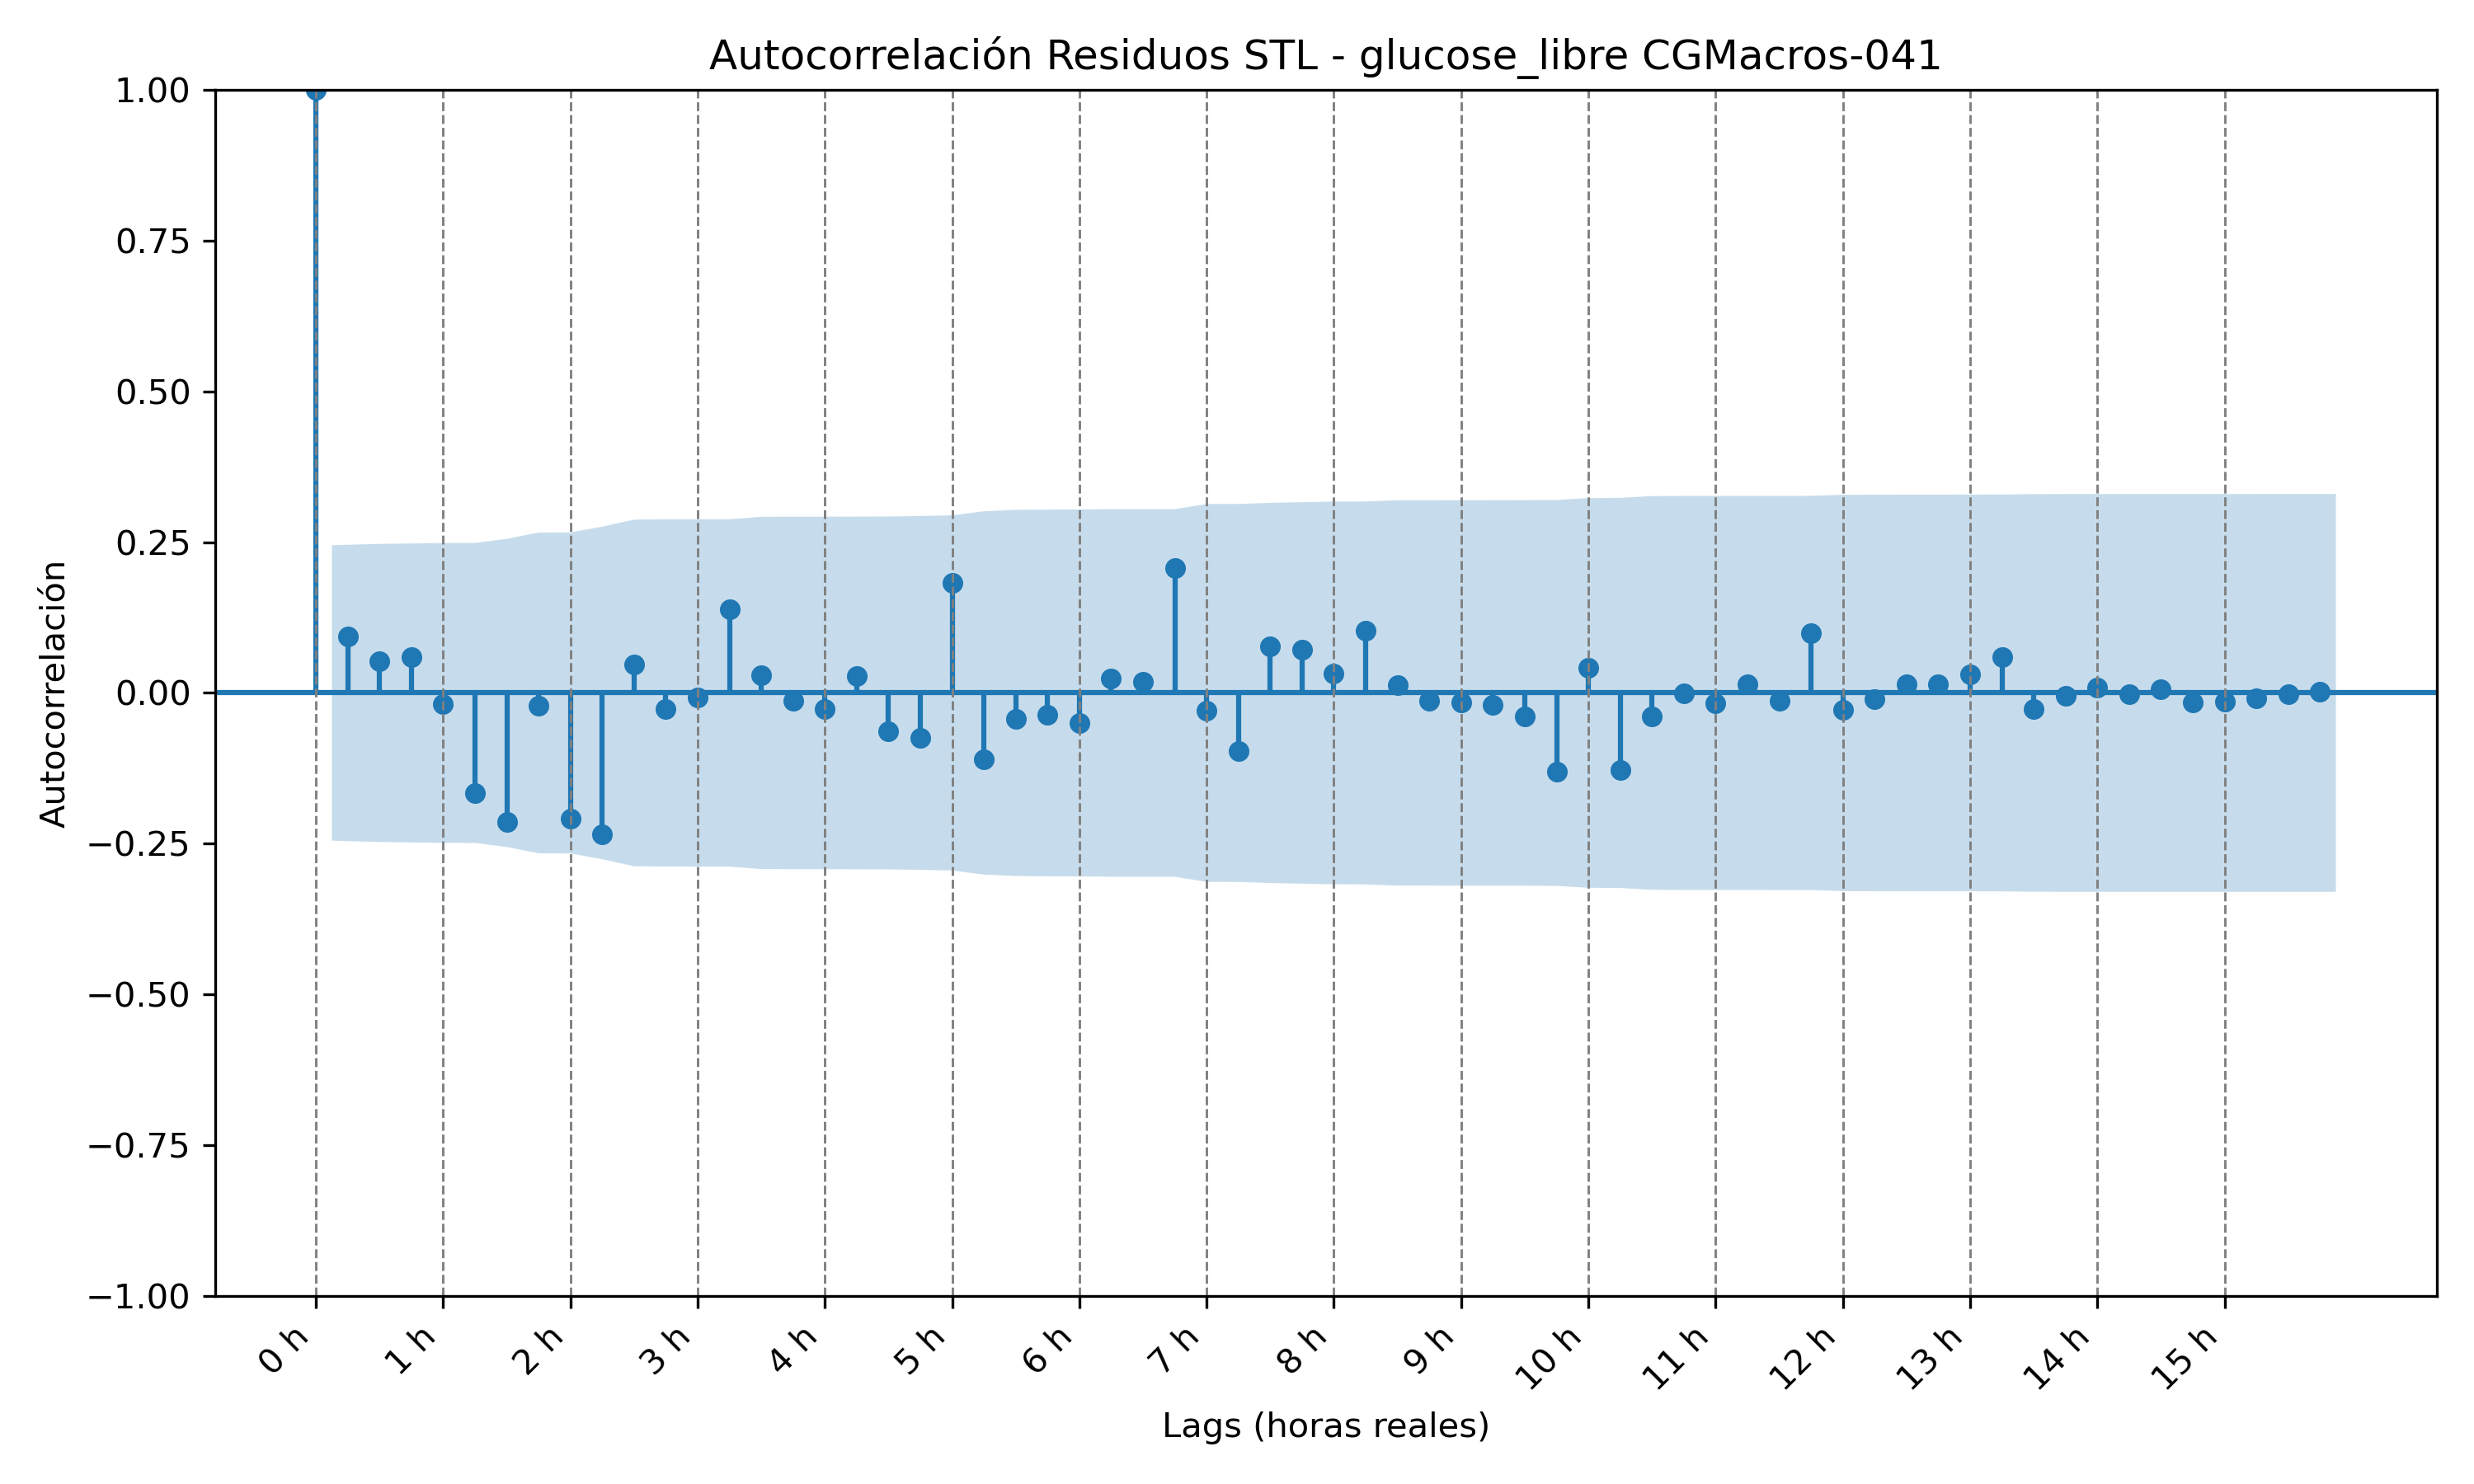 Autocorrelación Residuos STL - glucose_libre CGMacros-041
Autocorrelación
1.00
0.75
0.50
0.25
0.00
−0.25
−0.50
−0.75
−1.00
0 h
1 h
2 h
3 h
4 h
5 h
6 h
7 h
8 h
9 h
10 h
11 h
12 h
13 h
14 h
15 h
Lags (horas reales)